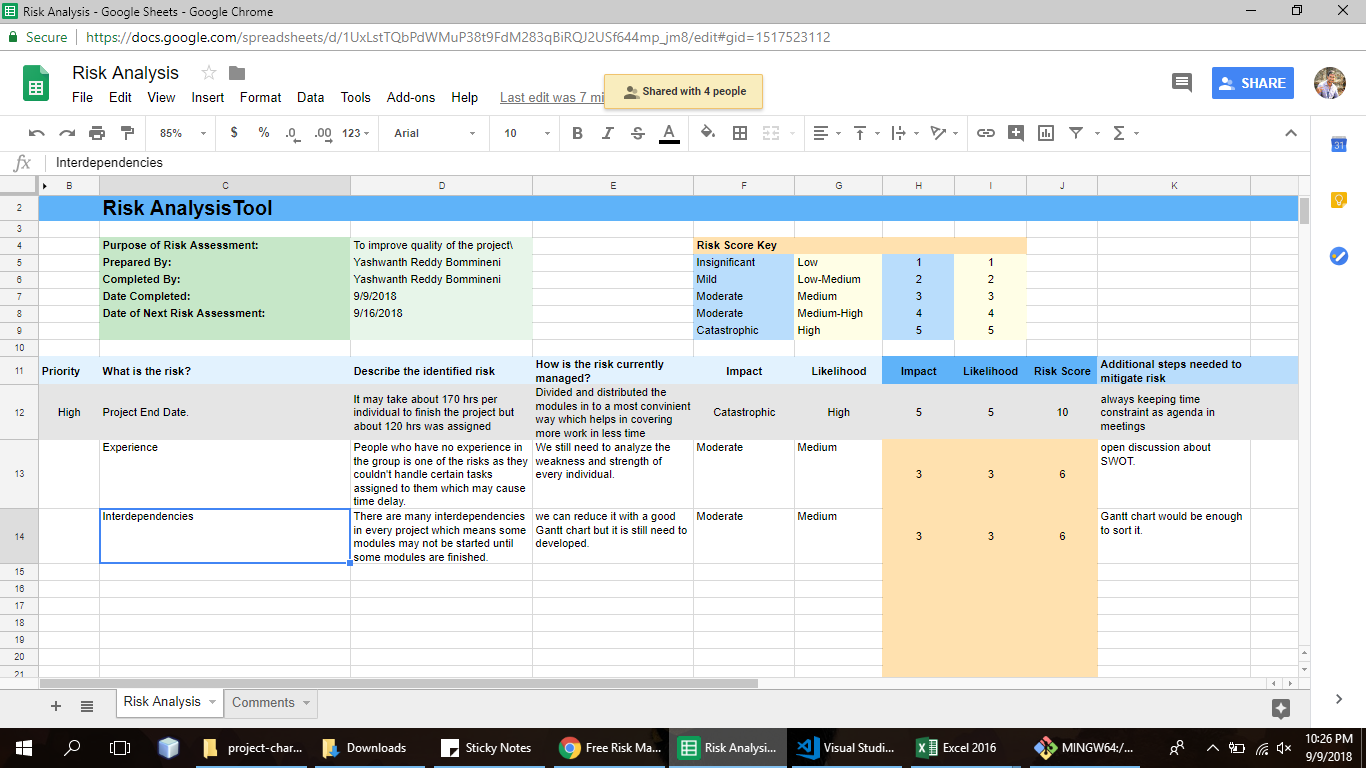 Risk Analysis - Google Sheets - Google Chrome
Secure https://docs.google.com/spreadsheets/d/1UxLstTQbPdWMuP38t9FdM283qBiRQJ2USf644mp_jm8/edit#gid=1517523112
Risk Analysis
File Edit View Insert Format Data Tools Add-ons Help Last edit was 7 mi
Shared with 4 people
SHARE
85% $ % .0 .00 123 Arial 10 B I S A Σ
31
fx Interdependencies
B C D E F G H I J K
2 Risk AnalysisTool
3
4 Purpose of Risk Assessment: To improve quality of the project\ Risk Score Key
5 Prepared By: Yashwanth Reddy Bommineni Insignificant Low 1 1
6 Completed By: Yashwanth Reddy Bommineni Mild Low-Medium 2 2
7 Date Completed: 9/9/2018 Moderate Medium 3 3
8 Date of Next Risk Assessment: 9/16/2018 Moderate Medium-High 4 4
9 Catastrophic High 5 5
10
11 Priority What is the risk? Describe the identified risk
How is the risk currently
managed?
Impact Likelihood Impact Likelihood Risk Score
Additional steps needed to
mitigate risk
12 High Project End Date.
It may take about 170 hrs per
individual to finish the project but
about 120 hrs was assigned
Divided and distributed the
modules in to a most convinient
way which helps in covering
more work in less time
Catastrophic High 5 5 10
always keeping time
constraint as agenda in
meetings
13 Experience
People who have no experience in
the group is one of the risks as they
couldn't handle certain tasks
assigned to them which may cause
time delay.
We still need to analyze the
weakness and strength of
every individual.
Moderate Medium 3 3 6
open discussion about
SWOT.
14 Interdependencies
There are many interdependencies
in every project which means some
modules may not be started until
some modules are finished.
we can reduce it with a good
Gantt chart but it is still need to
developed.
Moderate Medium 3 3 6
Gantt chart would be enough
to sort it.
15
16
17
18
19
20
21
Risk Analysis Comments
project-char... Downloads Sticky Notes Free Risk Ma... Risk Analysi... Visual Studi... Excel 2016 MINGW64:/...
10:26 PM
9/9/2018